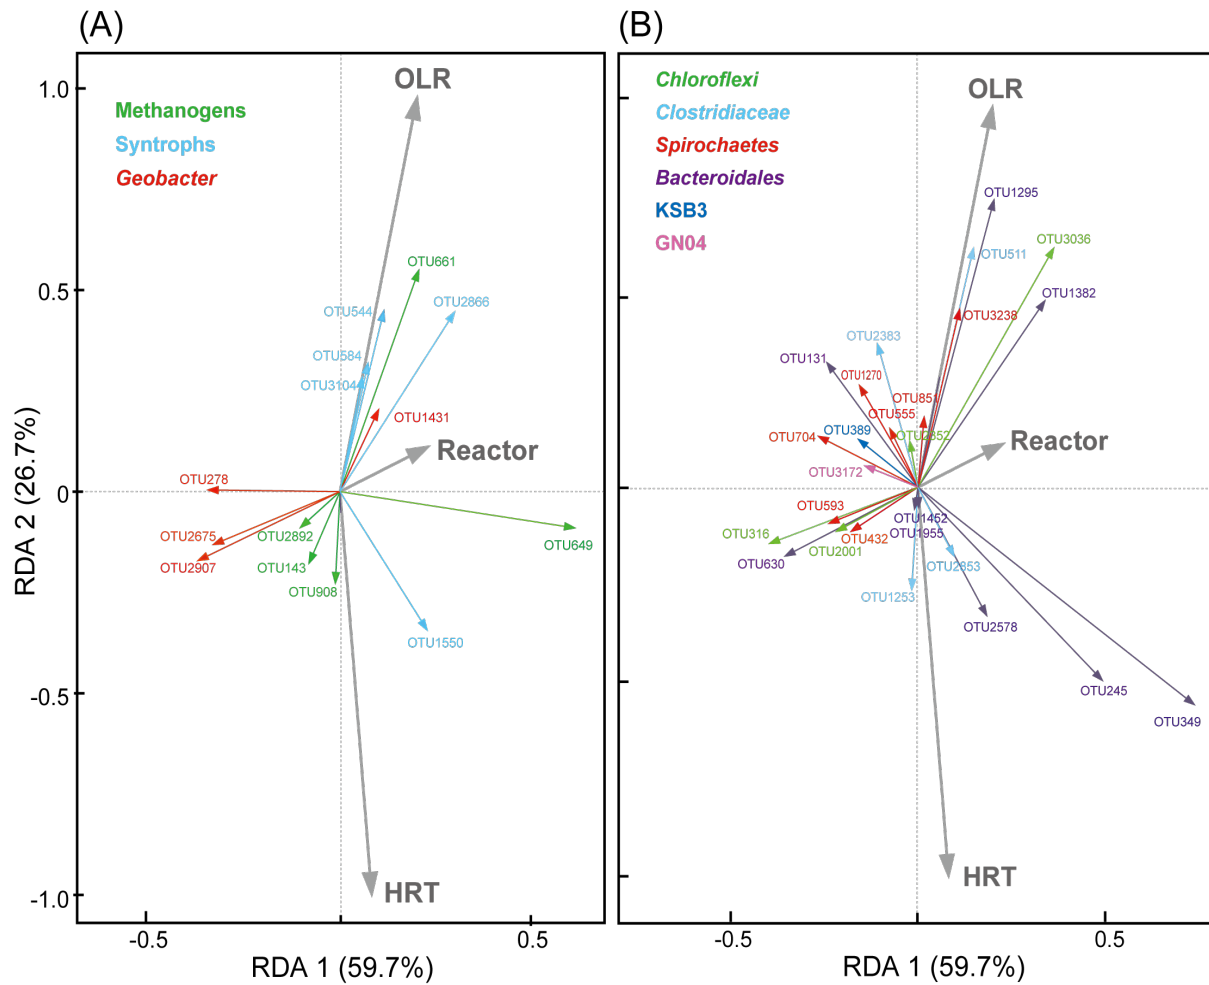 (A)
OLR
1.0
Methanogens
Syntrophs
Geobacter
OTU661
0.5
OTU544
OTU2866
OTU584
OTU3104
OTU1431
Reactor
OTU278
0
OTU2675
OTU2892
OTU649
OTU2907
OTU143
OTU908
OTU1550
-0.5
HRT
-1.0
-0.5
0.5
RDA 1 (59.7%)
RDA 2 (26.7%)
(B)
Chloroflexi
OLR
Clostridiaceae
Spirochaetes
Bacteroidales
KSB3
GN04
OTU1295
OTU3036
OTU511
OTU1382
OTU3238
OTU2383
OTU131
OTU1270
OTU851
OTU555
OTU389
OTU2352
OTU704
Reactor
OTU3172
OTU593
OTU1452
OTU316
OTU432
OTU1955
OTU2001
OTU630
OTU2853
OTU1253
OTU2578
OTU245
OTU349
HRT
-0.5
0.5
RDA 1 (59.7%)